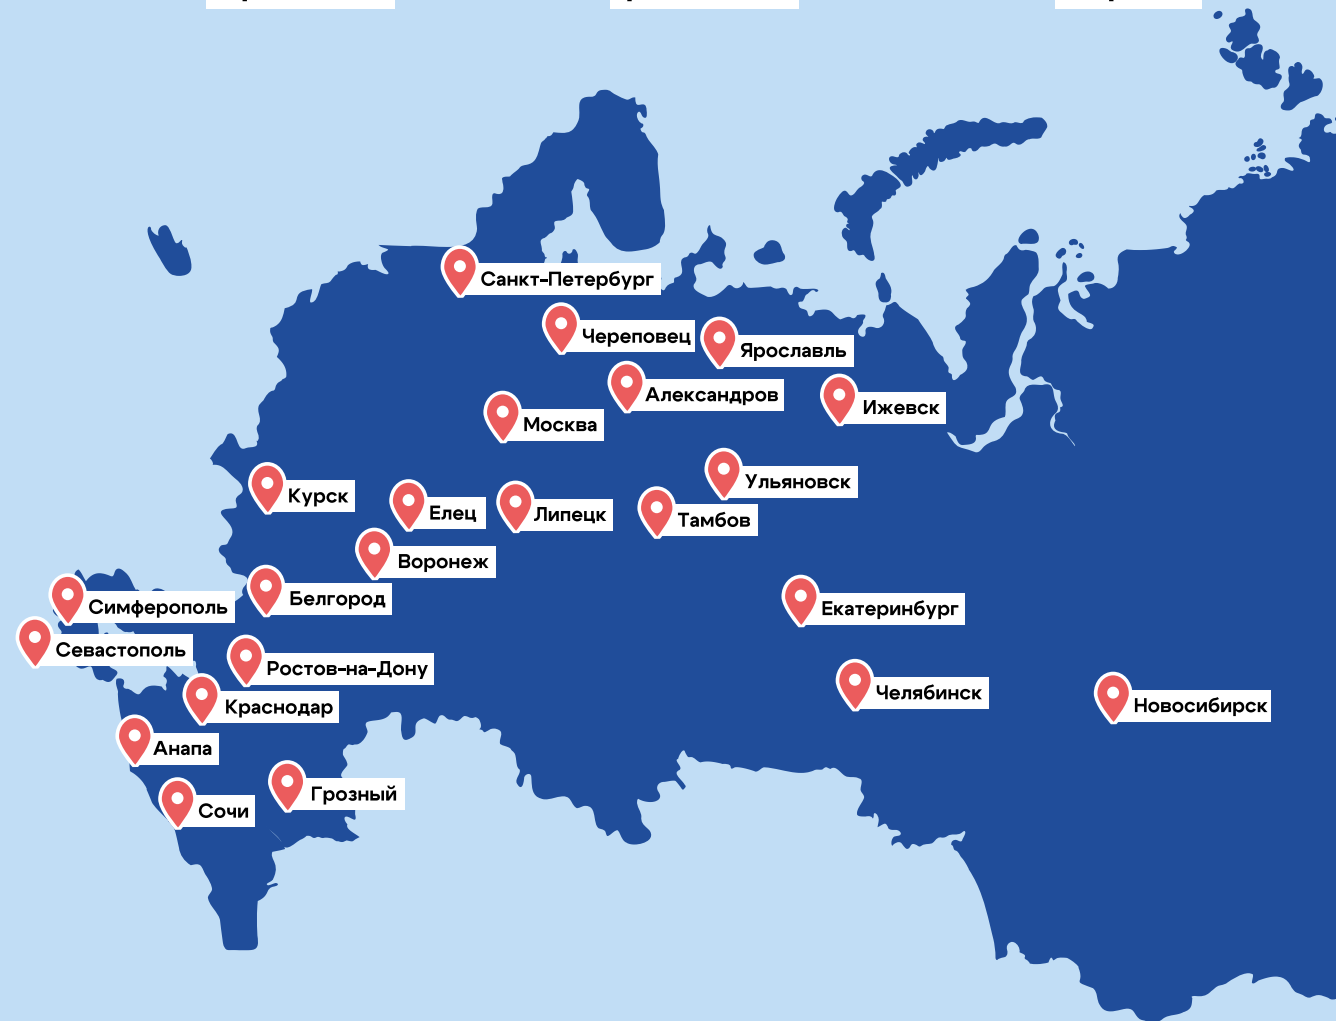 Санкт-Петербург
Череповец
Ярославль
Александров
Ижевск
Москва
Ульяновск
Курск
Елец
Липецк
Тамбов
Воронеж
Белгород
Симферополь
Екатеринбург
Севастополь
Ростов-на-Дону
Челябинск
Краснодар
Новосибирск
Анапа
Грозный
Сочи